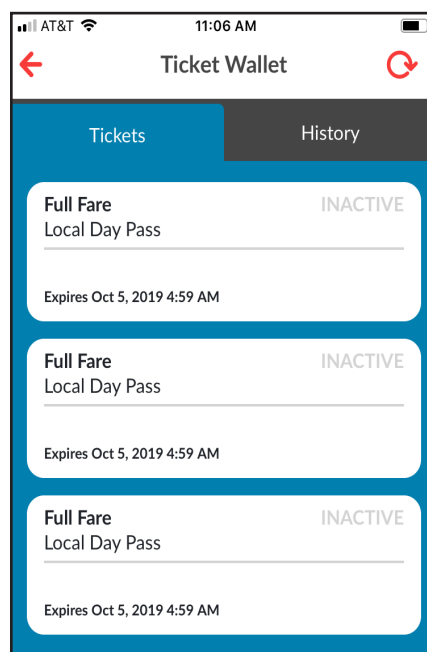 AT&T 11:06 AM
Ticket Wallet
Tickets History
Full Fare INACTIVE
Local Day Pass
Expires Oct 5, 2019 4:59 AM
Full Fare INACTIVE
Local Day Pass
Expires Oct 5, 2019 4:59 AM
Full Fare INACTIVE
Local Day Pass
Expires Oct 5, 2019 4:59 AM